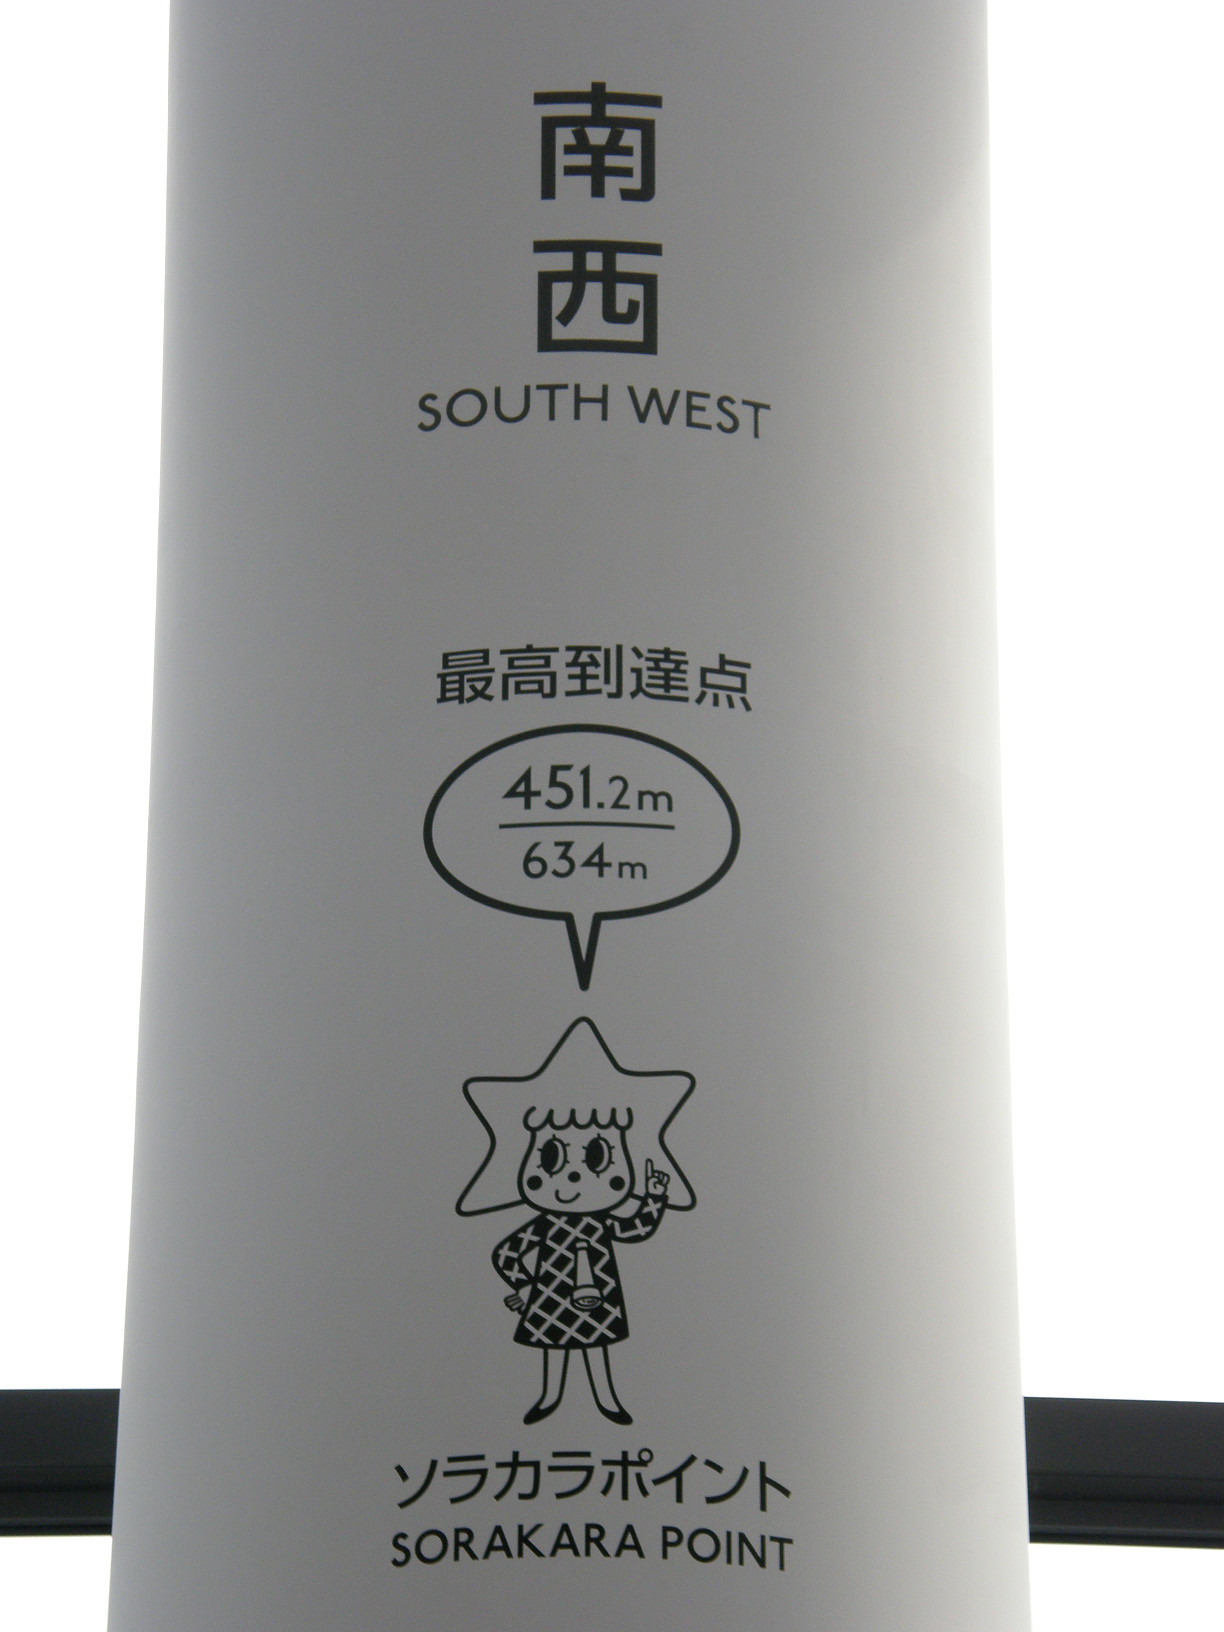 南
西
SOUTH WEST
最高到達点
451.2m
634m
ソラカラポイント
SORAKARA POINT